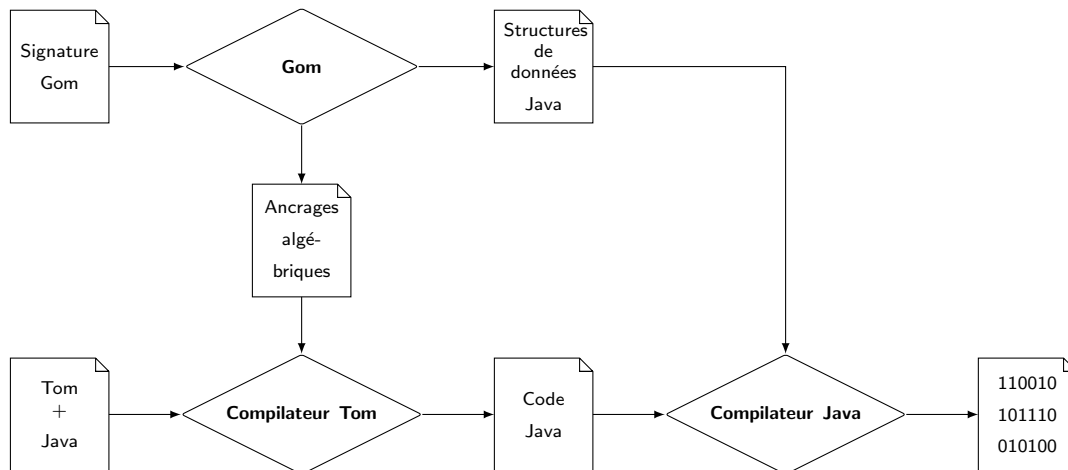 Signature
Gom
Gom
Structures
de
données
Java
Ancrages
algé-
briques
Tom
+
Java
Compilateur Tom
Code
Java
Compilateur Java
110010
101110
010100